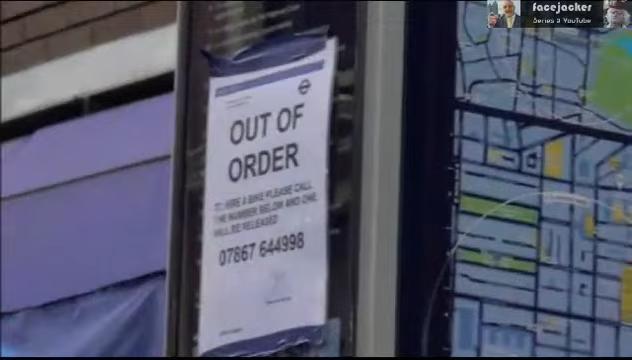 facejacker
Series 2 YouTube
OUT OF
ORDER
TO HIRE A BIKE PLEASE CALL
THE NUMBER BELOW AND ONE
WILL BE RELEASED
07867 644998